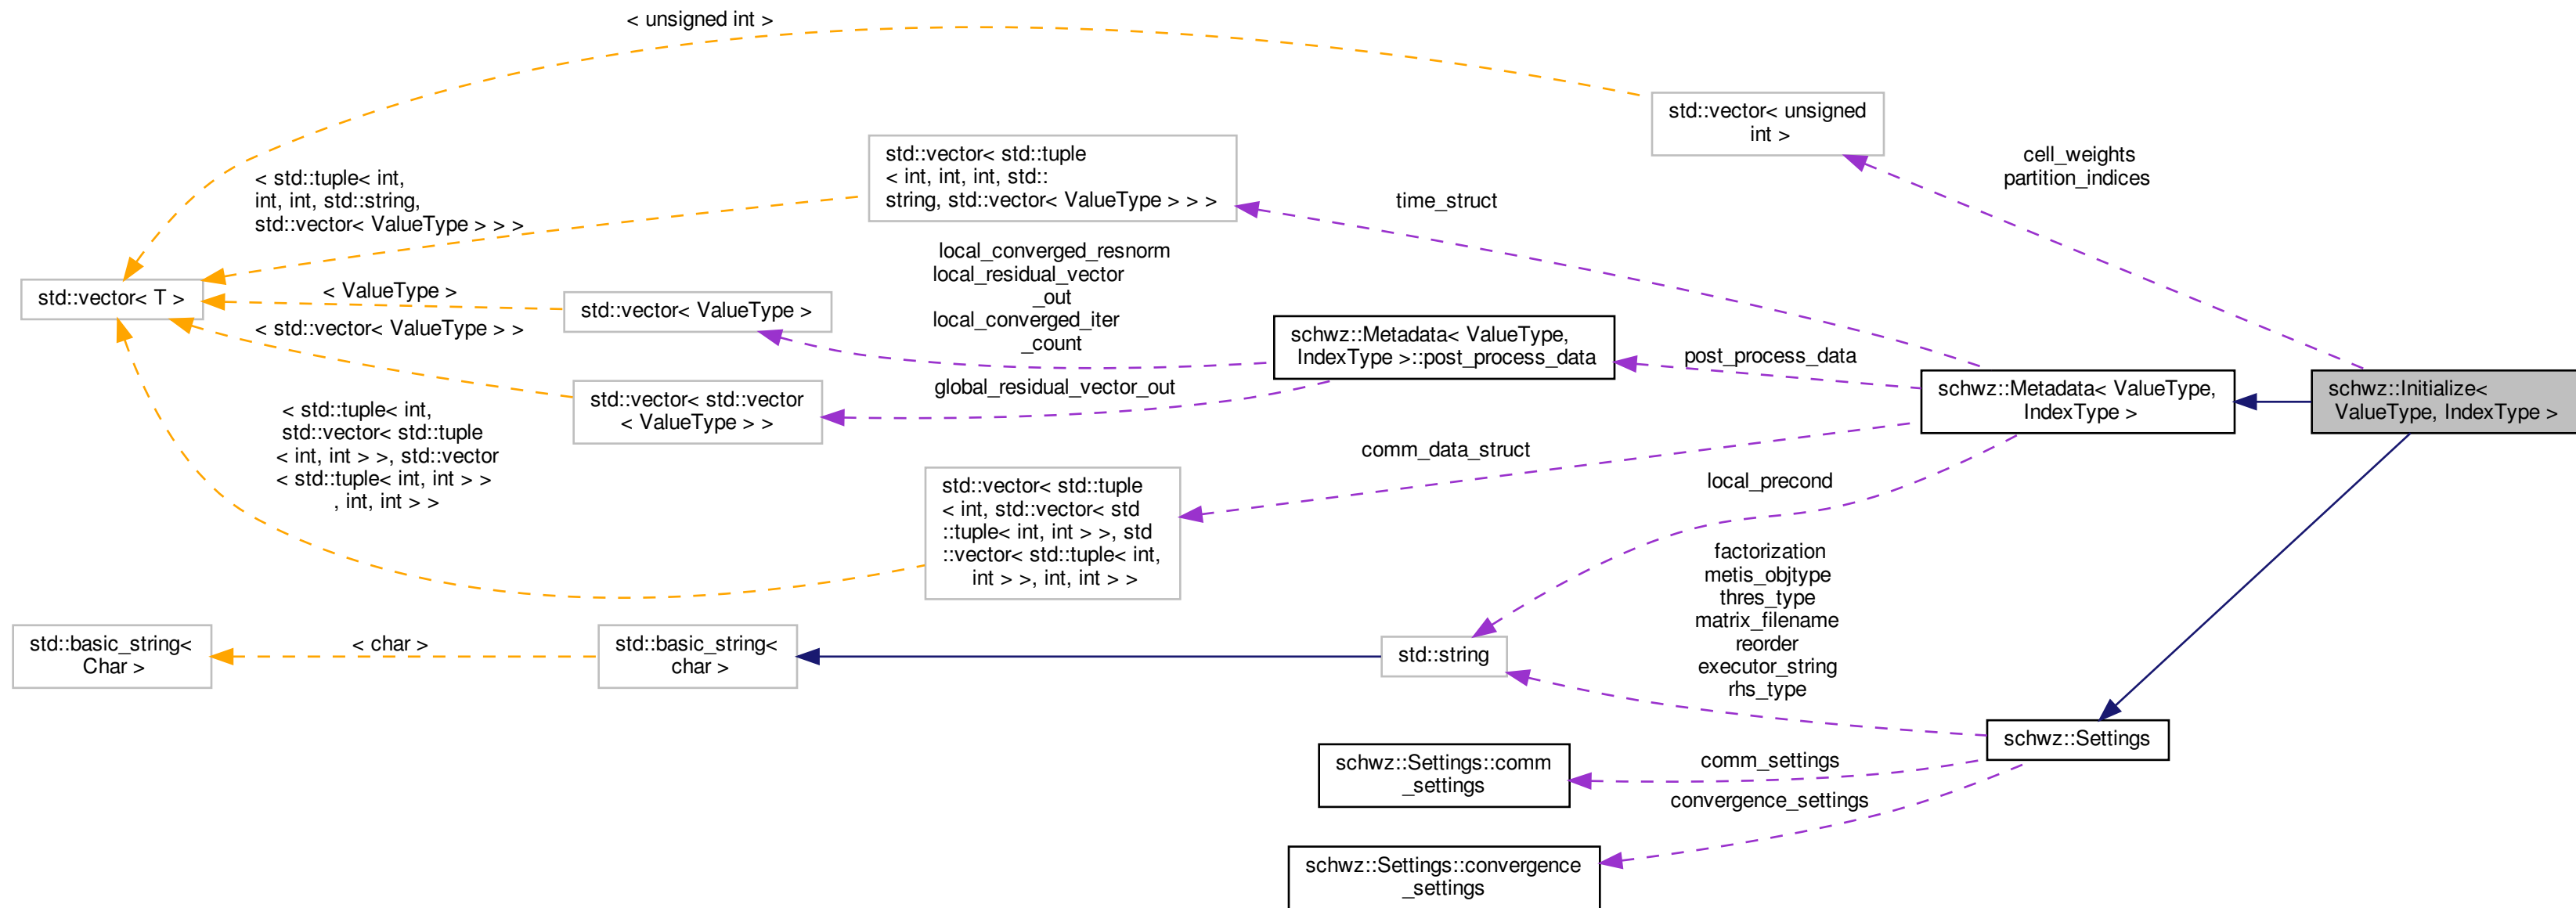 < unsigned int >
std::vector< unsigned
int >
cell_weights
partition_indices
std::vector< std::tuple
< int, int, int, std::
string, std::vector< ValueType > > >
< std::tuple< int,
int, int, std::string,
std::vector< ValueType > > >
time_struct
local_converged_resnorm
local_residual_vector
_out
local_converged_iter
_count
std::vector< T >
< ValueType >
std::vector< ValueType >
< std::vector< ValueType > >
schwz::Metadata< ValueType,
IndexType >::post_process_data
post_process_data
global_residual_vector_out
schwz::Metadata< ValueType,
IndexType >
schwz::Initialize<
ValueType, IndexType >
std::vector< std::vector
< ValueType > >
< std::tuple< int,
std::vector< std::tuple
< int, int > >, std::vector
< std::tuple< int, int > >
, int, int > >
comm_data_struct
local_precond
std::vector< std::tuple
< int, std::vector< std
::tuple< int, int > >, std
::vector< std::tuple< int,
int > >, int, int > >
factorization
metis_objtype
thres_type
matrix_filename
reorder
executor_string
rhs_type
std::basic_string<
Char >
< char >
std::basic_string<
char >
std::string
schwz::Settings
schwz::Settings::comm
_settings
comm_settings
convergence_settings
schwz::Settings::convergence
_settings